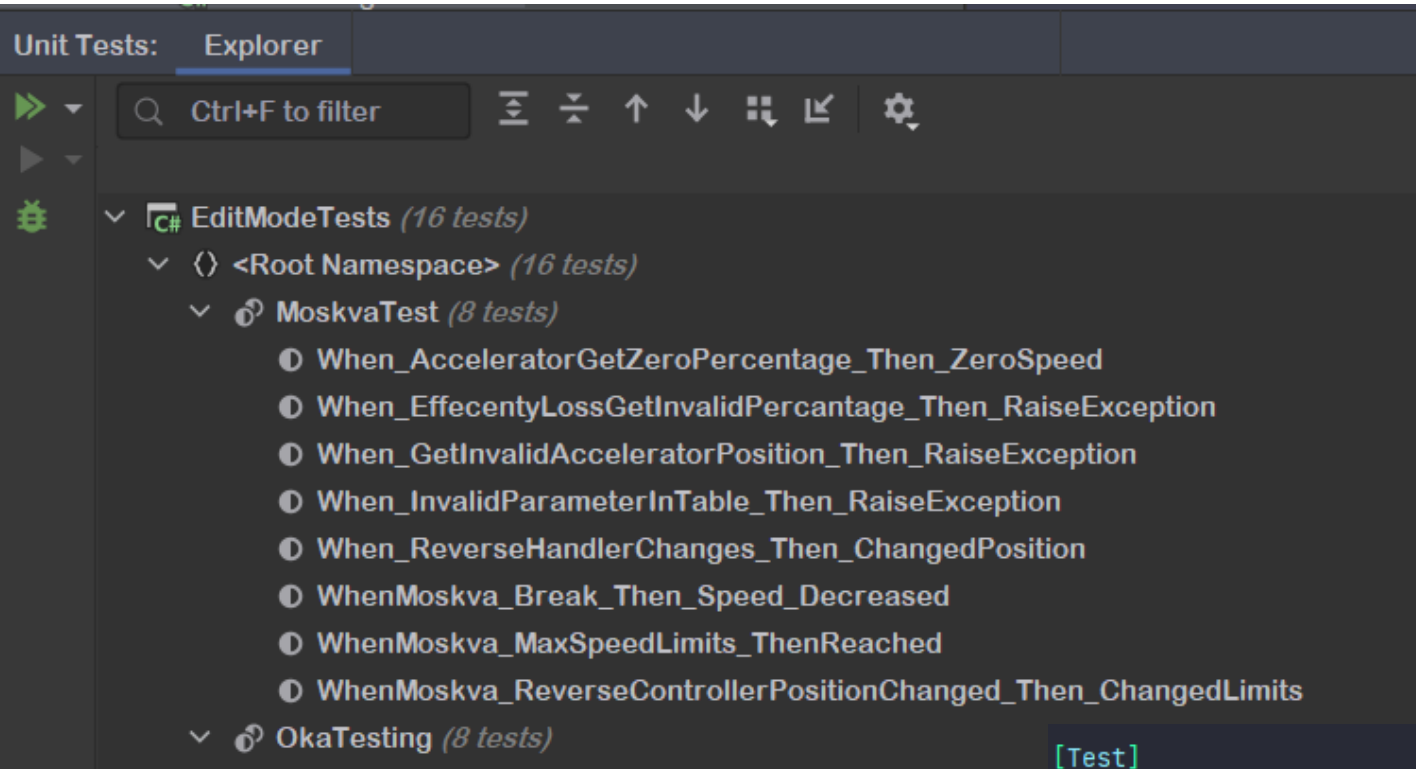 Unit Tests: Explorer
Ctrl+F to filter
C# EditModeTests (16 tests)
<Root Namespace> (16 tests)
MoskvaTest (8 tests)
When_AcceleratorGetZeroPercentage_Then_ZeroSpeed
When_EffecentyLossGetInvalidPercantage_Then_RaiseException
When_GetInvalidAcceleratorPosition_Then_RaiseException
When_InvalidParameterInTable_Then_RaiseException
When_ReverseHandlerChanges_Then_ChangedPosition
WhenMoskva_Break_Then_Speed_Decreased
WhenMoskva_MaxSpeedLimits_ThenReached
WhenMoskva_ReverseControllerPositionChanged_Then_ChangedLimits
OkaTesting (8 tests)
[Test]